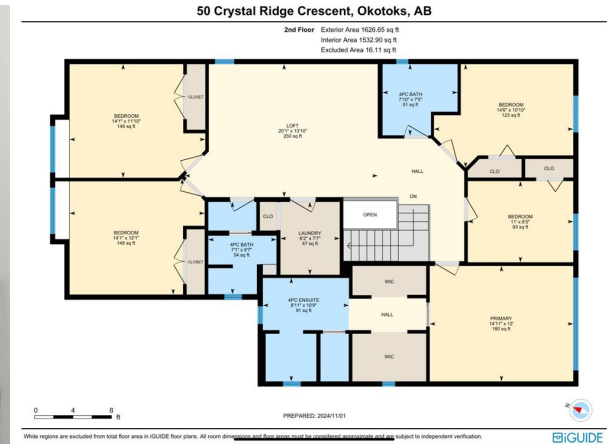 50 Crystal Ridge Crescent, Okotoks, AB
2nd Floor Exterior Area 1626.65 sq ft
Interior Area 1532.90 sq ft
Excluded Area 16.11 sq ft
BEDROOM
14'1" x 11'10"
148 sq ft
CLOSET
LOFT
20'1" x 13'10"
250 sq ft
4PC BATH
7'10" x 7'5"
51 sq ft
BEDROOM
14'6" x 10'10"
123 sq ft
HALL
CLO
CLO
DN
BEDROOM
14'1" x 12'1"
148 sq ft
CLOSET
4PC BATH
7'1" x 9'7"
54 sq ft
CLO
LAUNDRY
6'2" x 7'7"
47 sq ft
OPEN
BEDROOM
11' x 8'5"
93 sq ft
4PC ENSUITE
8'11" x 10'9"
91 sq ft
WIC
HALL
WIC
PRIMARY
14'11" x 12'
180 sq ft
0 4 8
ft
PREPARED: 2024/11/01
N
White regions are excluded from total floor area in iGUIDE floor plans. All room dimensions and floor areas must be considered approximate and are subject to independent verification.
iGUIDE